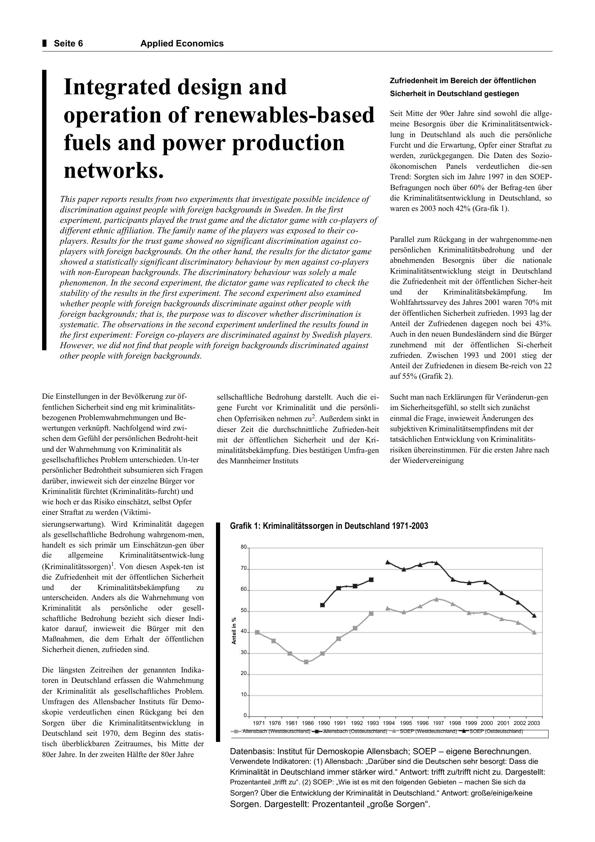 Seite 6 Applied Economics
Integrated design and
operation of renewables-based
fuels and power production
networks.
This paper reports results from two experiments that investigate possible incidence of
discrimination against people with foreign backgrounds in Sweden. In the first
experiment, participants played the trust game and the dictator game with co-players of
different ethnic affiliation. The family name of the players was exposed to their co-
players. Results for the trust game showed no significant discrimination against co-
players with foreign backgrounds. On the other hand, the results for the dictator game
showed a statistically significant discriminatory behaviour by men against co-players
with non-European backgrounds. The discriminatory behaviour was solely a male
phenomenon. In the second experiment, the dictator game was replicated to check the
stability of the results in the first experiment. The second experiment also examined
whether people with foreign backgrounds discriminate against other people with
foreign backgrounds; that is, the purpose was to discover whether discrimination is
systematic. The observations in the second experiment underlined the results found in
the first experiment: Foreign co-players are discriminated against by Swedish players.
However, we did not find that people with foreign backgrounds discriminated against
other people with foreign backgrounds.
Zufriedenheit im Bereich der öffentlichen
Sicherheit in Deutschland gestiegen
Seit Mitte der 90er Jahre sind sowohl die allge-
meine Besorgnis über die Kriminalitätsentwick-
lung in Deutschland als auch die persönliche
Furcht und die Erwartung, Opfer einer Straftat zu
werden, zurückgegangen. Die Daten des Sozio-
ökonomischen Panels verdeutlichen die-sen
Trend: Sorgten sich im Jahre 1997 in den SOEP-
Befragungen noch über 60% der Befrag-ten über
die Kriminalitätsentwicklung in Deutschland, so
waren es 2003 noch 42% (Gra-fik 1).
Parallel zum Rückgang in der wahrgenomme-nen
persönlichen Kriminalitätsbedrohung und der
abnehmenden Besorgnis über die nationale
Kriminalitätsentwicklung steigt in Deutschland
die Zufriedenheit mit der öffentlichen Sicher-heit
und der Kriminalitätsbekämpfung. Im
Wohlfahrtssurvey des Jahres 2001 waren 70% mit
der öffentlichen Sicherheit zufrieden. 1993 lag der
Anteil der Zufriedenen dagegen noch bei 43%.
Auch in den neuen Bundesländern sind die Bürger
zunehmend mit der öffentlichen Si-cherheit
zufrieden. Zwischen 1993 und 2001 stieg der
Anteil der Zufriedenen in diesem Be-reich von 22
auf 55% (Grafik 2).
Die Einstellungen in der Bevölkerung zur öf-
fentlichen Sicherheit sind eng mit kriminalitäts-
bezogenen Problemwahrnehmungen und Be-
wertungen verknüpft. Nachfolgend wird zwi-
schen dem Gefühl der persönlichen Bedroht-heit
und der Wahrnehmung von Kriminalität als
gesellschaftliches Problem unterschieden. Un-ter
persönlicher Bedrohtheit subsumieren sich Fragen
darüber, inwieweit sich der einzelne Bürger vor
Kriminalität fürchtet (Kriminalitäts-furcht) und
wie hoch er das Risiko einschätzt, selbst Opfer
einer Straftat zu werden (Viktimi-
sierungserwartung). Wird Kriminalität dagegen
als gesellschaftliche Bedrohung wahrgenom-men,
handelt es sich primär um Einschätzun-gen über
die allgemeine Kriminalitätsentwick-lung
(Kriminalitätssorgen)1. Von diesen Aspek-ten ist
die Zufriedenheit mit der öffentlichen Sicherheit
und der Kriminalitätsbekämpfung zu
unterscheiden. Anders als die Wahrnehmung von
Kriminalität als persönliche oder gesell-
schaftliche Bedrohung bezieht sich dieser Indi-
kator darauf, inwieweit die Bürger mit den
Maßnahmen, die dem Erhalt der öffentlichen
Sicherheit dienen, zufrieden sind.
Die längsten Zeitreihen der genannten Indika-
toren in Deutschland erfassen die Wahrnehmung
der Kriminalität als gesellschaftliches Problem.
Umfragen des Allensbacher Instituts für Demo-
skopie verdeutlichen einen Rückgang bei den
Sorgen über die Kriminalitätsentwicklung in
Deutschland seit 1970, dem Beginn des statis-
tisch überblickbaren Zeitraumes, bis Mitte der
80er Jahre. In der zweiten Hälfte der 80er Jahre
sellschaftliche Bedrohung darstellt. Auch die ei-
gene Furcht vor Kriminalität und die persönli-
chen Opferrisiken nehmen zu2. Außerdem sinkt in
dieser Zeit die durchschnittliche Zufrieden-heit
mit der öffentlichen Sicherheit und der Kri-
minalitätsbekämpfung. Dies bestätigen Umfra-gen
des Mannheimer Instituts
Sucht man nach Erklärungen für Veränderun-gen
im Sicherheitsgefühl, so stellt sich zunächst
einmal die Frage, inwieweit Änderungen des
subjektiven Kriminalitätsempfindens mit der
tatsächlichen Entwicklung von Kriminalitäts-
risiken übereinstimmen. Für die ersten Jahre nach
der Wiedervereinigung
Grafik 1: Kriminalitätssorgen in Deutschland 1971-2003
Anteil in %
80
70
60
50
40
30
20
10
0
1971 1976 1981 1986 1990 1991 1992 1993 1994 1995 1996 1997 1998 1999 2000 2001 2002 2003
Allensbach (Westdeutschland) Allensbach (Ostdeutschland) SOEP (Westdeutschland) SOEP (Ostdeutschland)
Datenbasis: Institut für Demoskopie Allensbach; SOEP – eigene Berechnungen.
Verwendete Indikatoren: (1) Allensbach: „Darüber sind die Deutschen sehr besorgt: Dass die
Kriminalität in Deutschland immer stärker wird.“ Antwort: trifft zu/trifft nicht zu. Dargestellt:
Prozentanteil „trifft zu“. (2) SOEP: „Wie ist es mit den folgenden Gebieten – machen Sie sich da
Sorgen? Über die Entwicklung der Kriminalität in Deutschland.“ Antwort: große/einige/keine
Sorgen. Dargestellt: Prozentanteil „große Sorgen“.